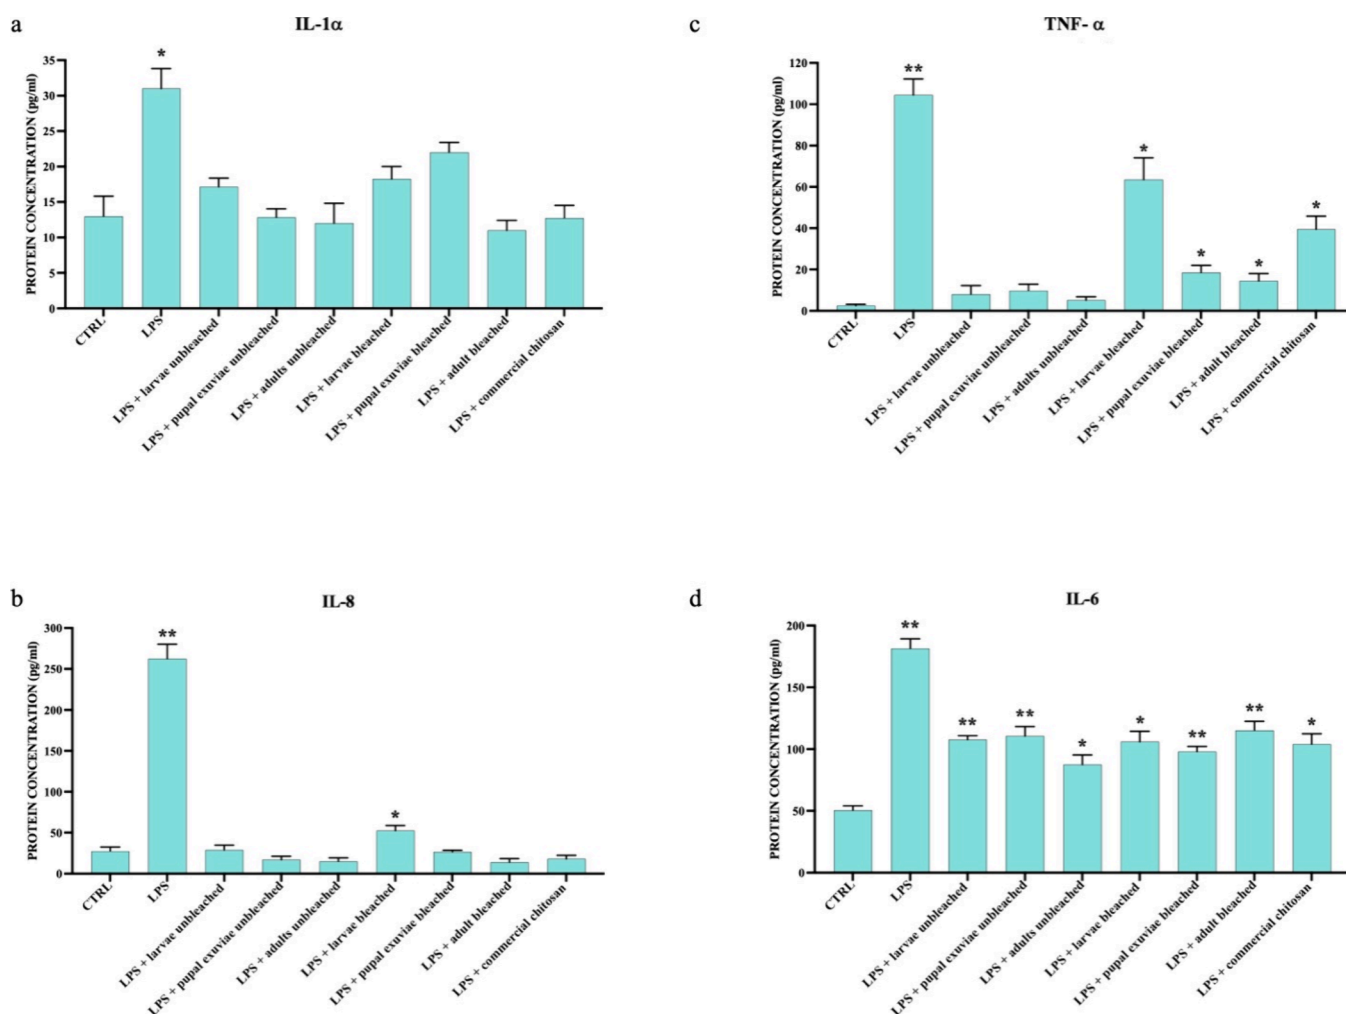 a
IL-1α
PROTEIN CONCENTRATION (pg/ml)
35
30
25
20
15
10
5
0
*
CTRL
LPS
LPS + larvae unbleached
LPS + pupal exuviae unbleached
LPS + adults unbleached
LPS + larvae bleached
LPS + pupal exuviae bleached
LPS + adult bleached
LPS + commercial chitosan
c
TNF- α
PROTEIN CONCENTRATION (pg/ml)
120
100
80
60
40
20
0
**
*
*
*
*
CTRL
LPS
LPS + larvae unbleached
LPS + pupal exuviae unbleached
LPS + adults unbleached
LPS + larvae bleached
LPS + pupal exuviae bleached
LPS + adult bleached
LPS + commercial chitosan
b
IL-8
PROTEIN CONCENTRATION (pg/ml)
300
250
200
150
100
50
0
**
*
CTRL
LPS
LPS + larvae unbleached
LPS + pupal exuviae unbleached
LPS + adults unbleached
LPS + larvae bleached
LPS + pupal exuviae bleached
LPS + adult bleached
LPS + commercial chitosan
d
IL-6
PROTEIN CONCENTRATION (pg/ml)
200
150
100
50
0
**
**
**
*
*
**
**
*
CTRL
LPS
LPS + larvae unbleached
LPS + pupal exuviae unbleached
LPS + adults unbleached
LPS + larvae bleached
LPS + pupal exuviae bleached
LPS + adult bleached
LPS + commercial chitosan